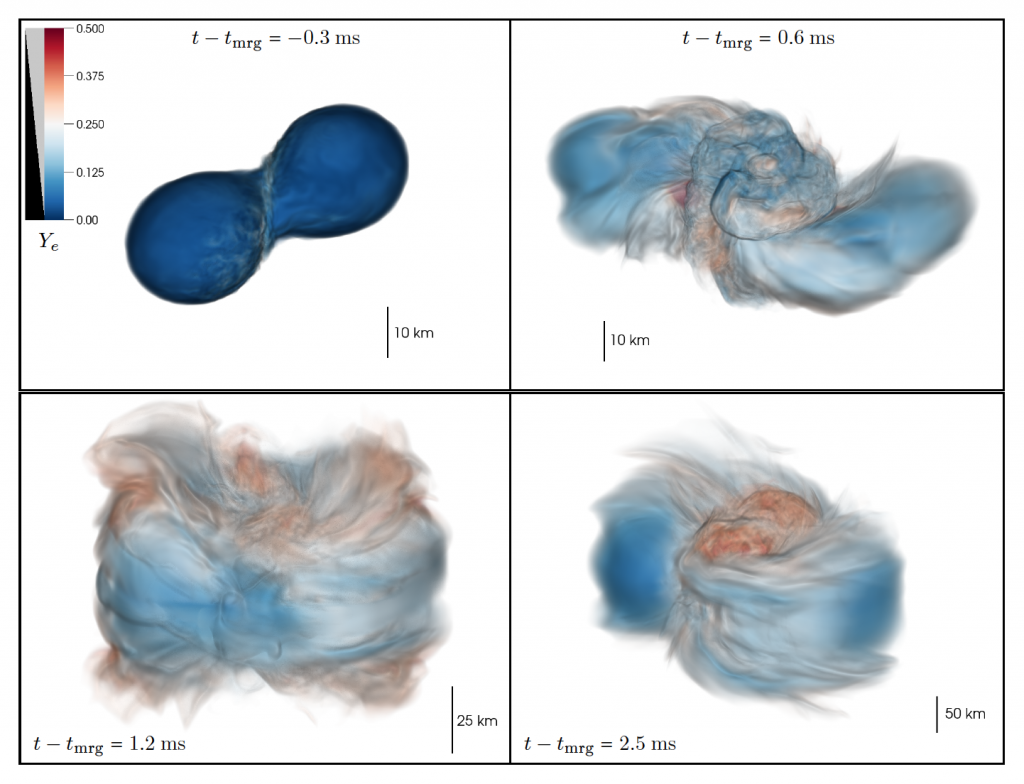 t − t_mrg = −0.3 ms
0.500
0.375
0.250
0.125
0.00
Y_e
10 km
t − t_mrg = 0.6 ms
10 km
25 km
t − t_mrg = 1.2 ms
50 km
t − t_mrg = 2.5 ms